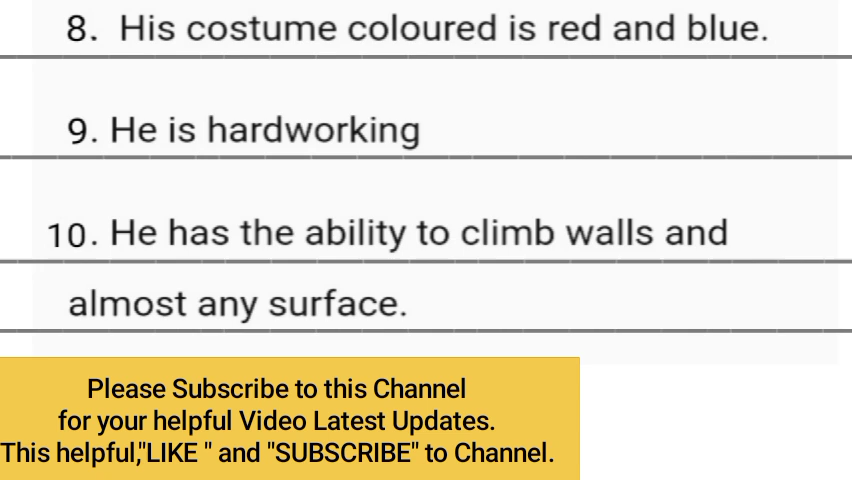 8. His costume coloured is red and blue.
9. He is hardworking
10. He has the ability to climb walls and
almost any surface.
Please Subscribe to this Channel
for your helpful Video Latest Updates.
This helpful,"LIKE " and "SUBSCRIBE" to Channel.